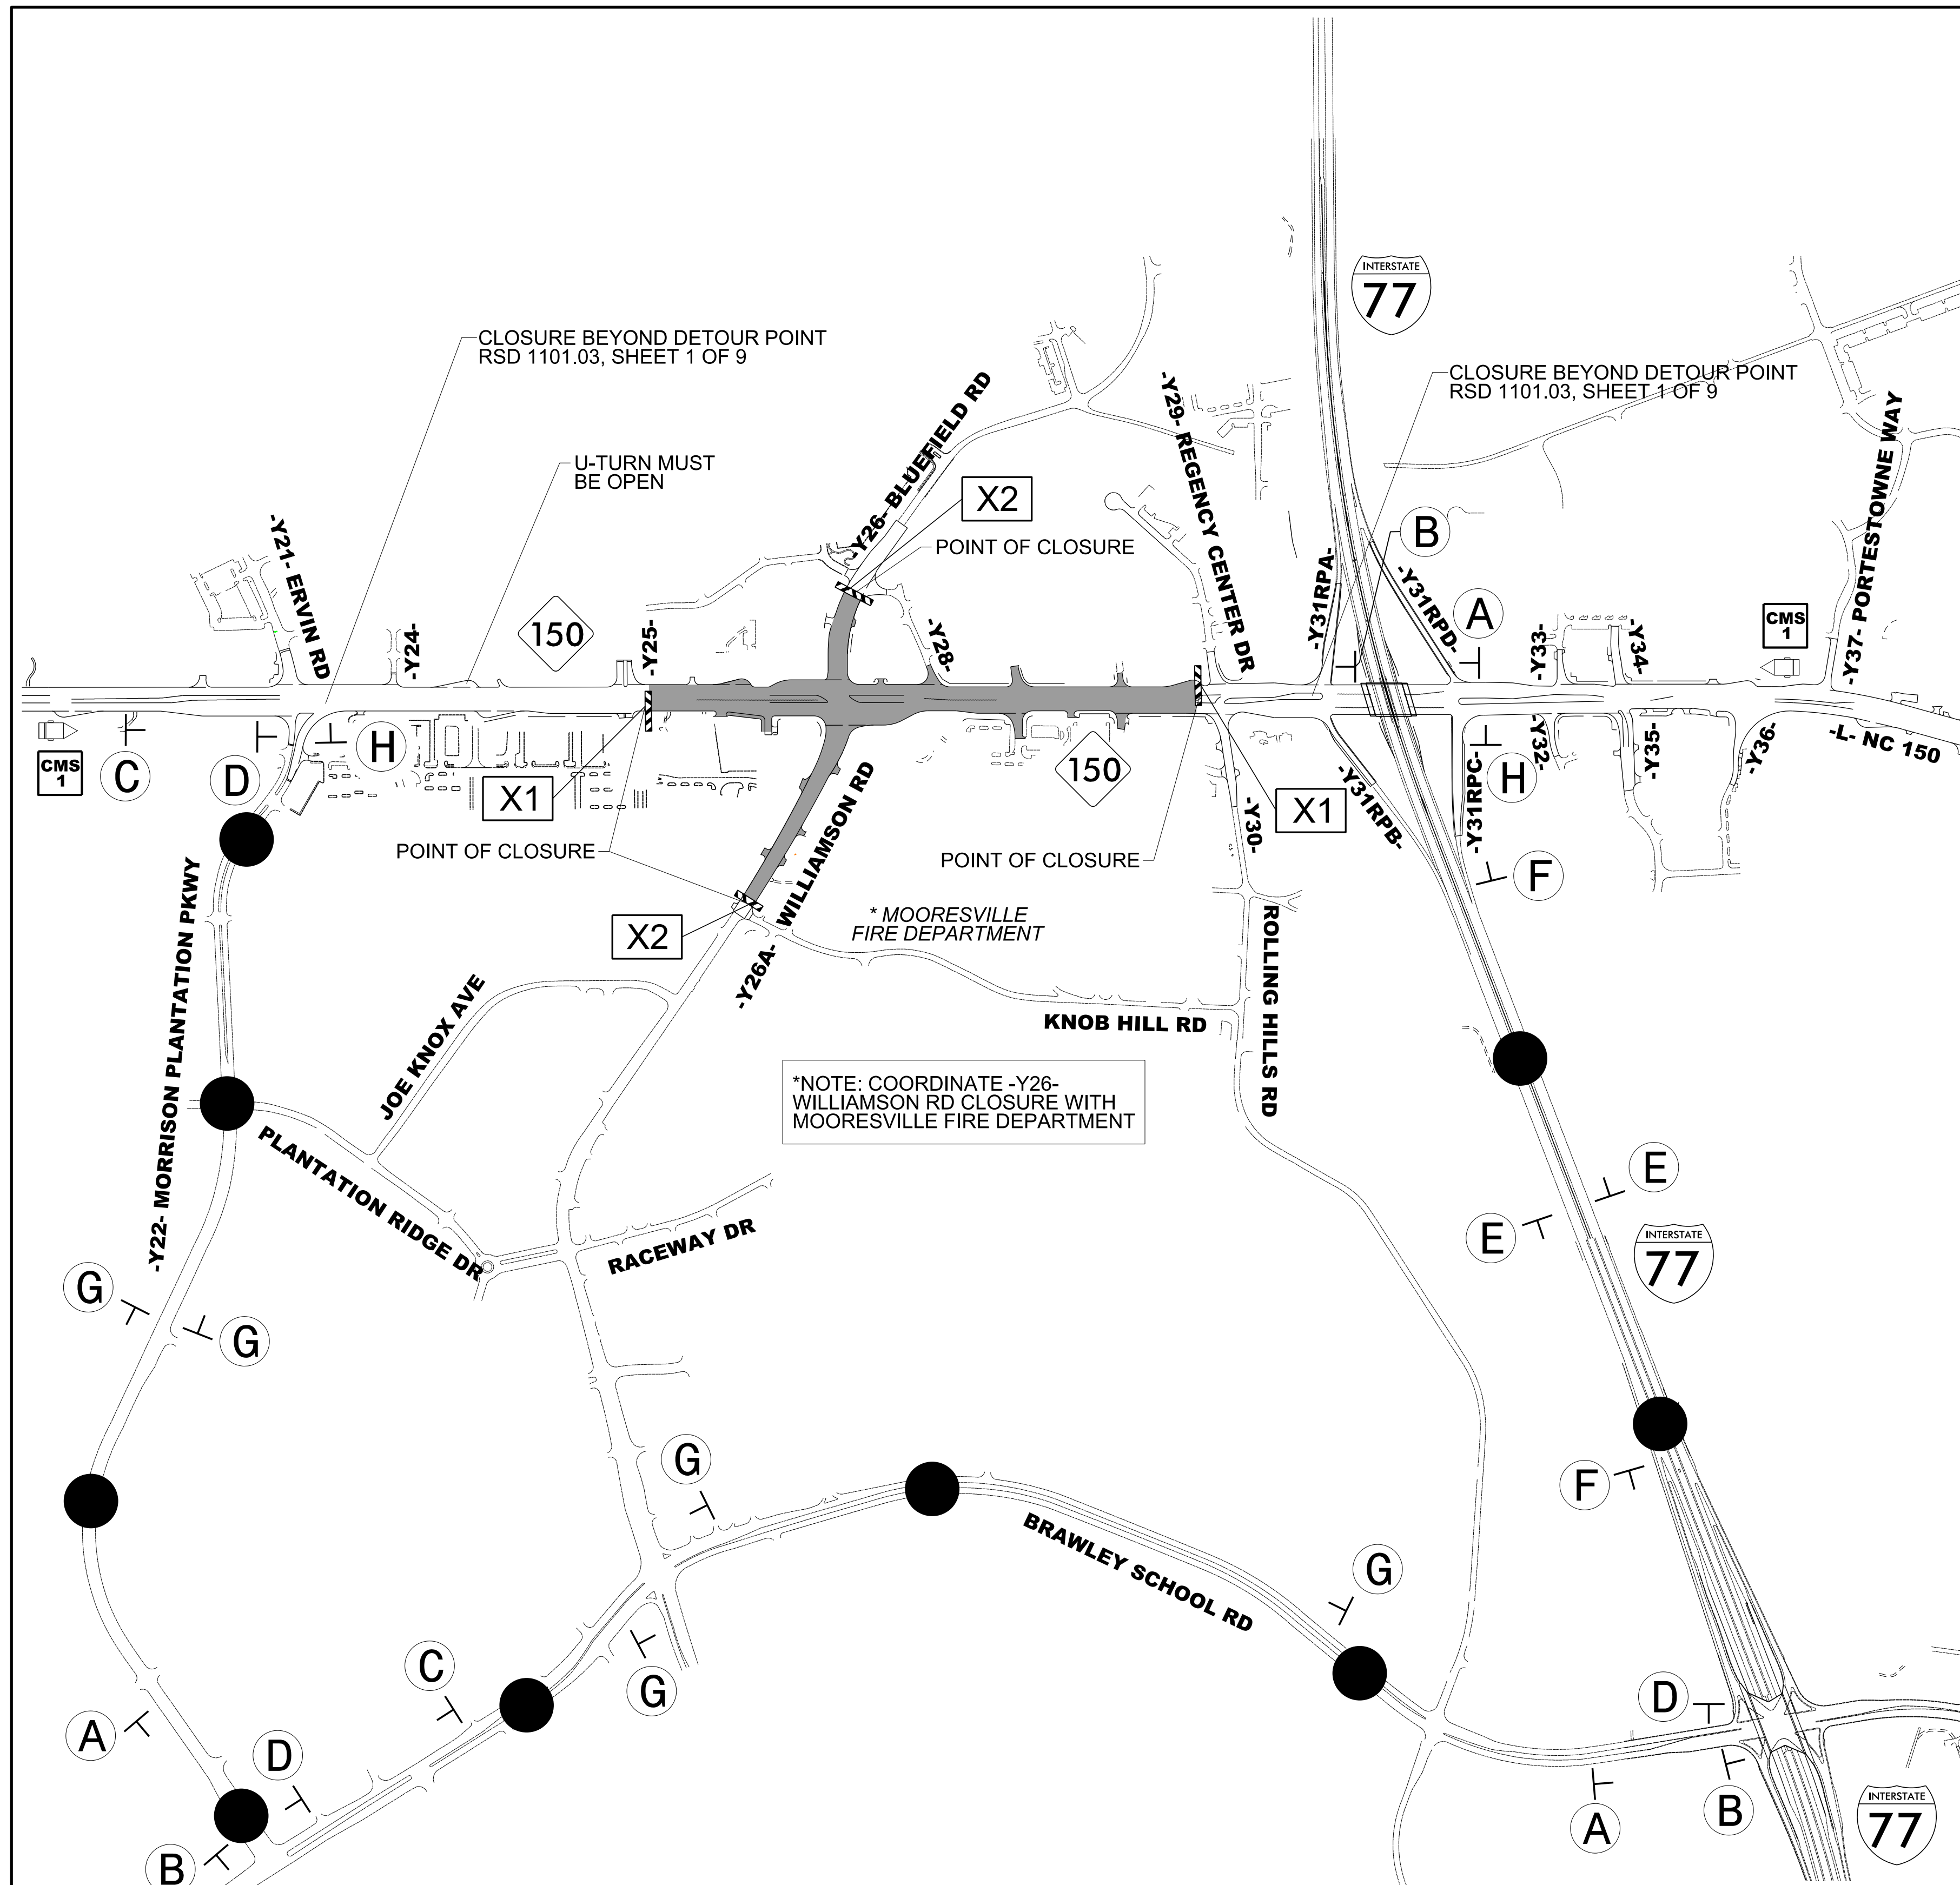 INTERSTATE
77
CLOSURE BEYOND DETOUR POINT
RSD 1101.03, SHEET 1 OF 9
CLOSURE BEYOND DETOUR POINT
RSD 1101.03, SHEET 1 OF 9
U-TURN MUST
BE OPEN
-Y26- BLUEFIELD RD
X2
POINT OF CLOSURE
-Y29- REGENCY CENTER DR
B
-Y37- PORTESTOWNE WAY
-Y21- ERVIN RD
-Y24-
150
-Y25-
-Y28-
-Y31RPA-
-Y31RPD-
A
-Y33-
-Y34-
CMS
1
CMS
1
C
D
H
X1
150
X1
-Y30-
-Y31RPB-
-Y31RPC-
H
-Y32-
-Y35-
-Y36-
-L- NC 150
POINT OF CLOSURE
POINT OF CLOSURE
F
X2
-Y26A- WILLIAMSON RD
* MOORESVILLE
FIRE DEPARTMENT
-Y22- MORRISON PLANTATION PKWY
JOE KNOX AVE
KNOB HILL RD
ROLLING HILLS RD
*NOTE: COORDINATE -Y26-
WILLIAMSON RD CLOSURE WITH
MOORESVILLE FIRE DEPARTMENT
PLANTATION RIDGE DR
RACEWAY DR
E
E
INTERSTATE
77
G
G
G
F
BRAWLEY SCHOOL RD
G
C
G
A
D
B
D
A
B
INTERSTATE
77